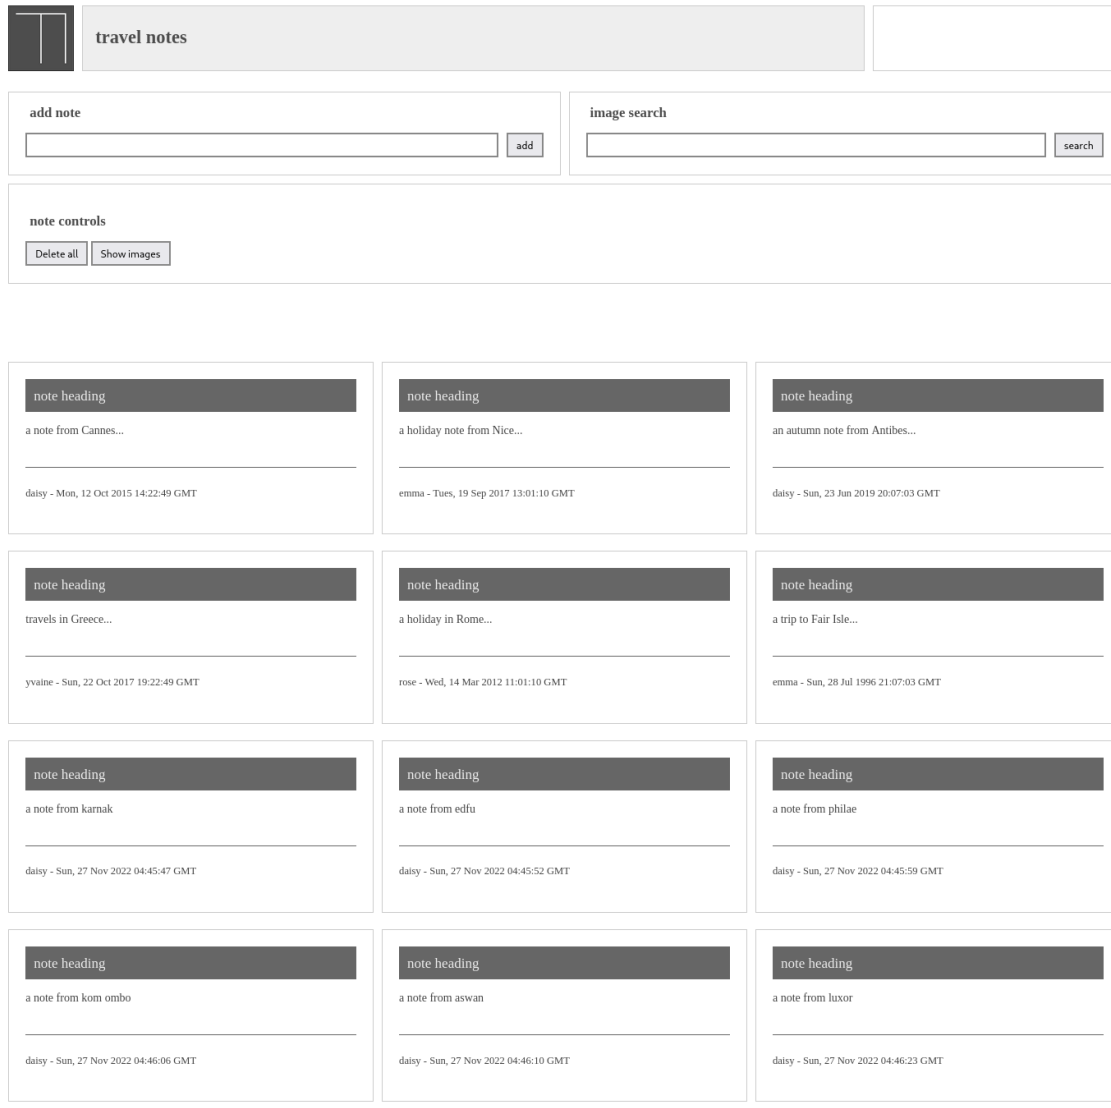 travel notes
add note
add
image search
search
note controls
Delete all Show images
note heading
a note from Cannes...
daisy - Mon, 12 Oct 2015 14:22:49 GMT
note heading
a holiday note from Nice...
emma - Tues, 19 Sep 2017 13:01:10 GMT
note heading
an autumn note from Antibes...
daisy - Sun, 23 Jun 2019 20:07:03 GMT
note heading
travels in Greece...
yvaine - Sun, 22 Oct 2017 19:22:49 GMT
note heading
a holiday in Rome...
rose - Wed, 14 Mar 2012 11:01:10 GMT
note heading
a trip to Fair Isle...
emma - Sun, 28 Jul 1996 21:07:03 GMT
note heading
a note from karnak
daisy - Sun, 27 Nov 2022 04:45:47 GMT
note heading
a note from edfu
daisy - Sun, 27 Nov 2022 04:45:52 GMT
note heading
a note from philae
daisy - Sun, 27 Nov 2022 04:45:59 GMT
note heading
a note from kom ombo
daisy - Sun, 27 Nov 2022 04:46:06 GMT
note heading
a note from aswan
daisy - Sun, 27 Nov 2022 04:46:10 GMT
note heading
a note from luxor
daisy - Sun, 27 Nov 2022 04:46:23 GMT